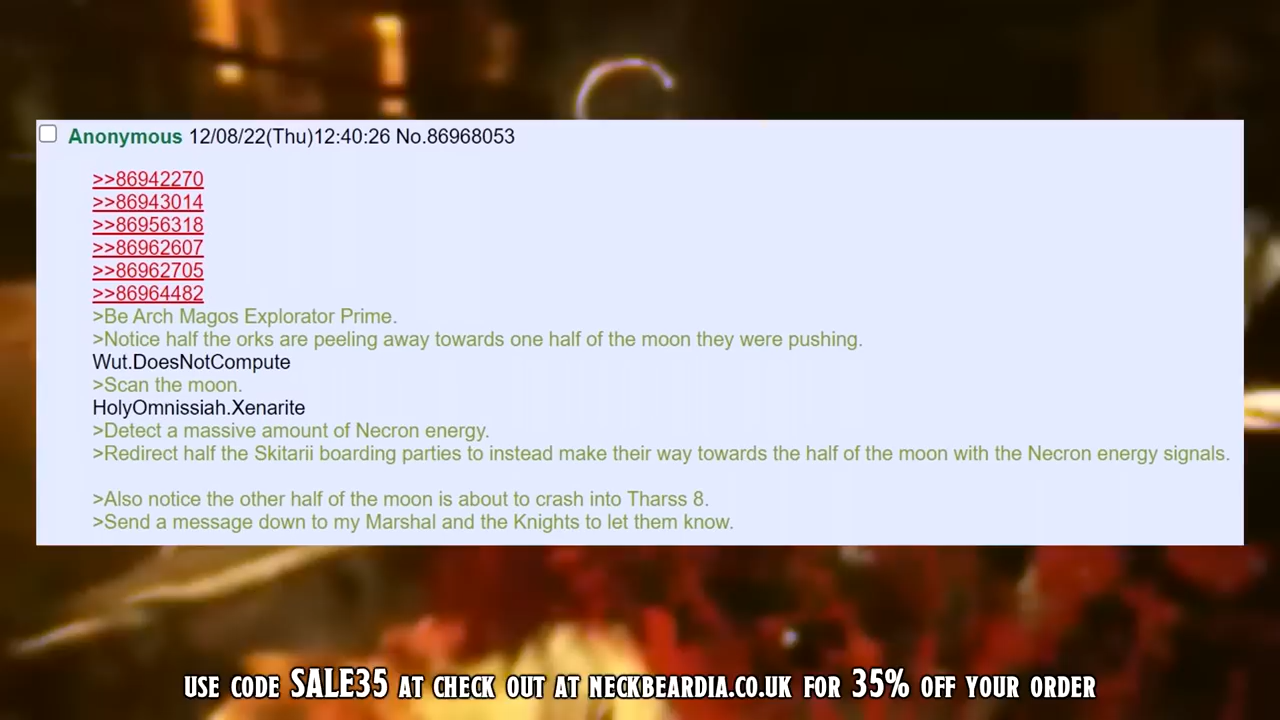 Anonymous 12/08/22(Thu)12:40:26 No.86968053
>>86942270
>>86943014
>>86956318
>>86962607
>>86962705
>>86964482
>Be Arch Magos Explorator Prime.
>Notice half the orks are peeling away towards one half of the moon they were pushing.
Wut.DoesNotCompute
>Scan the moon.
HolyOmnissiah.Xenarite
>Detect a massive amount of Necron energy.
>Redirect half the Skitarii boarding parties to instead make their way towards the half of the moon with the Necron energy signals.
>Also notice the other half of the moon is about to crash into Tharss 8.
>Send a message down to my Marshal and the Knights to let them know.
USE CODE SALE35 AT CHECK OUT AT NECKBEARDIA.CO.UK FOR 35% OFF YOUR ORDER